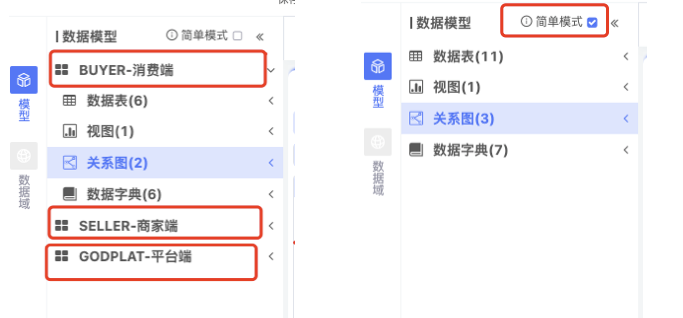 数据模型 简单模式
模型
数据域
BUYER-消费端
数据表(6)
视图(1)
关系图(2)
数据字典(6)
SELLER-商家端
GODPLAT-平台端
数据模型 简单模式
模型
数据域
数据表(11)
视图(1)
关系图(3)
数据字典(7)